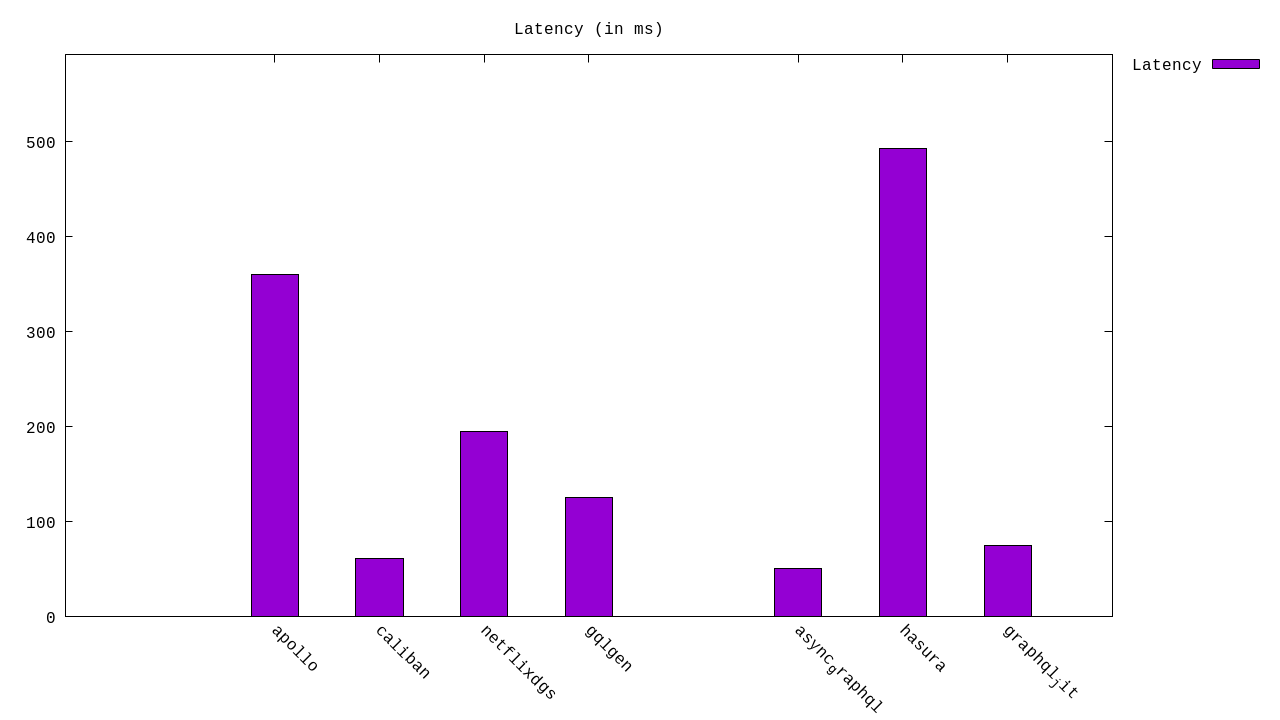 Latency (in ms)
Latency
500
400
300
200
100
0
apollo
caliban
netflixdgs
gqlgen
async_graphql
hasura
graphql_jit